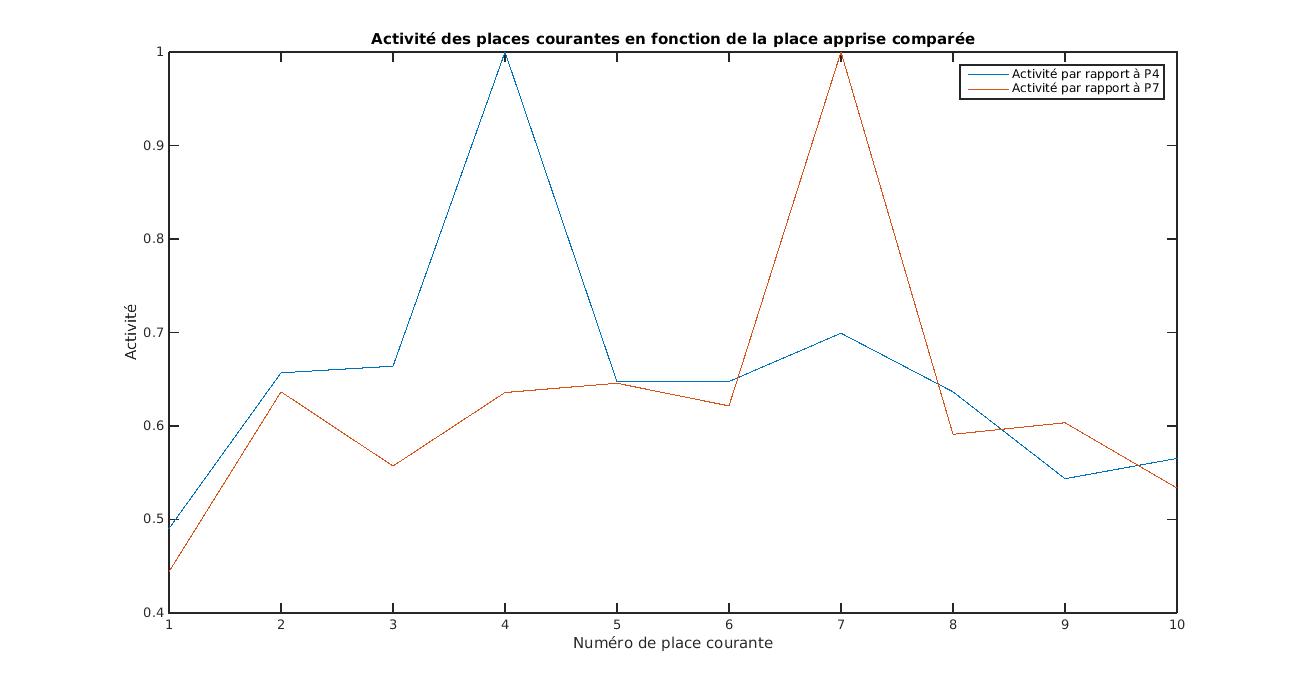 Activité des places courantes en fonction de la place apprise comparée
Activité par rapport à P4
Activité par rapport à P7
1
0.9
0.8
0.7
0.6
0.5
0.4
Activité
1 2 3 4 5 6 7 8 9 10
Numéro de place courante